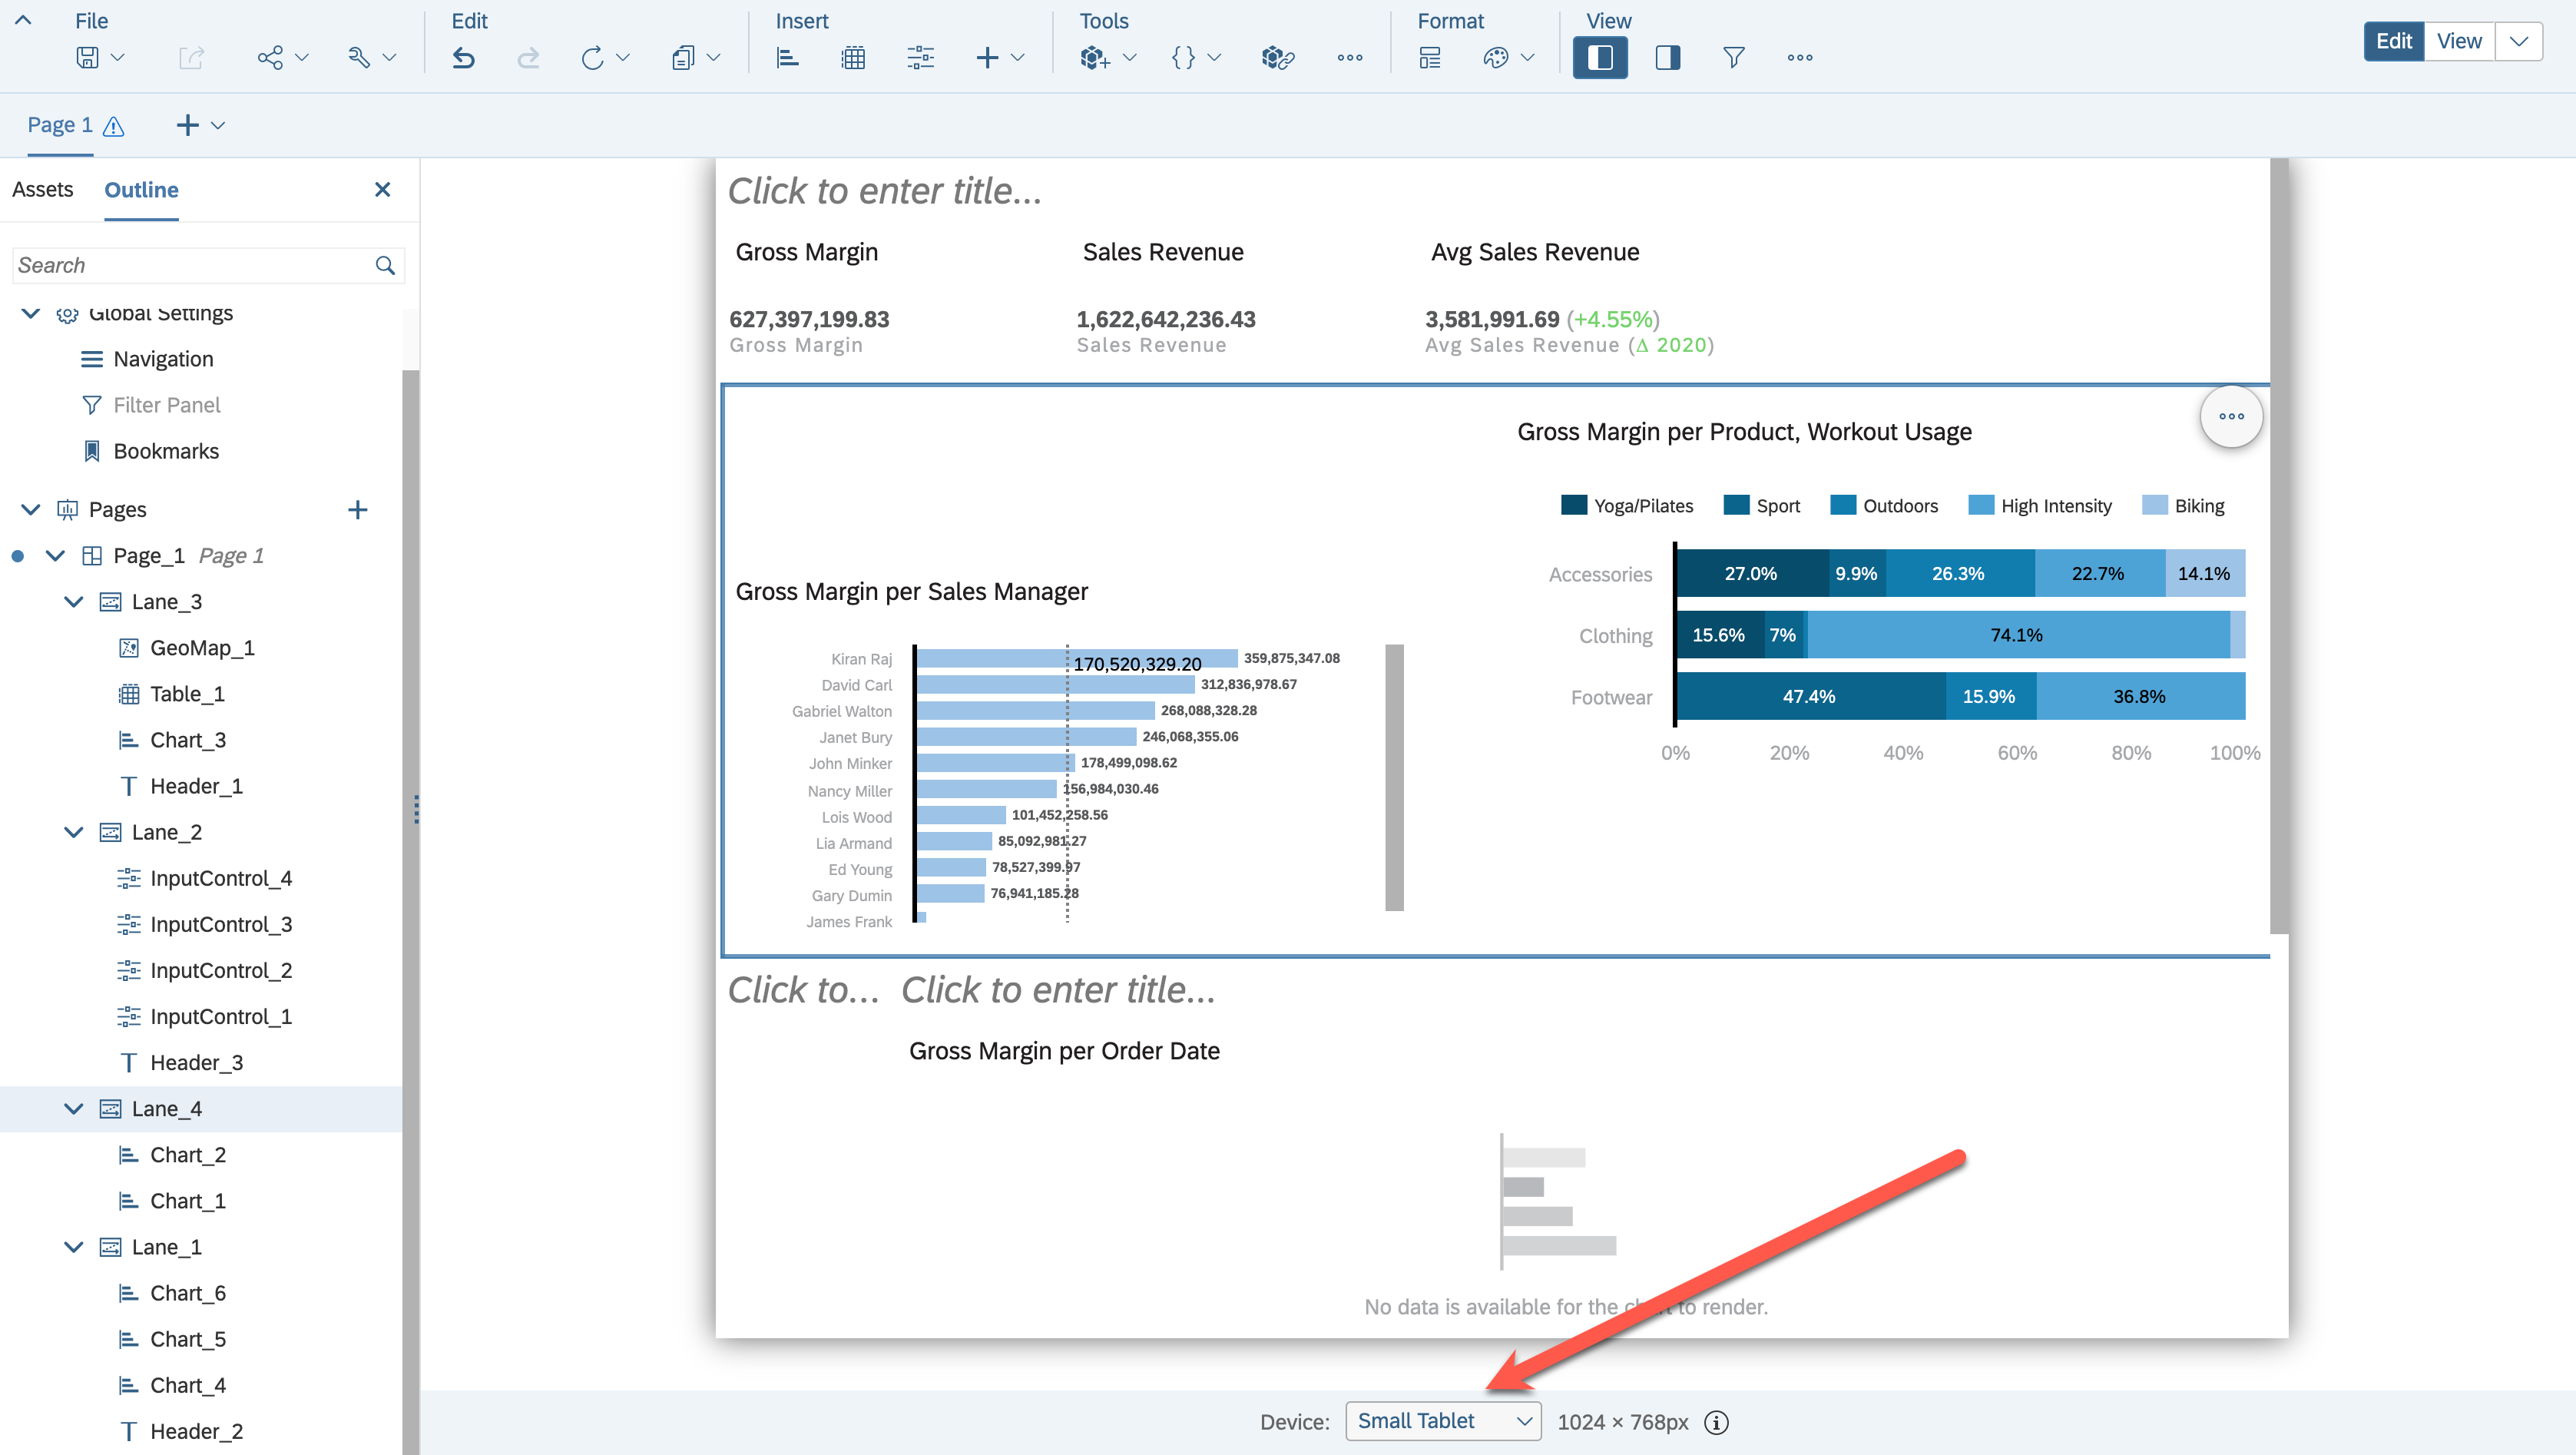 File
Edit
Insert
Tools
Format
View
Edit
View
Page 1
Assets
Outline
Search
Global Settings
Navigation
Filter Panel
Bookmarks
Pages
Page_1 Page 1
Lane_3
GeoMap_1
Table_1
Chart_3
Header_1
Lane_2
InputControl_4
InputControl_3
InputControl_2
InputControl_1
Header_3
Lane_4
Chart_2
Chart_1
Lane_1
Chart_6
Chart_5
Chart_4
Header_2
Click to enter title...
Gross Margin
Sales Revenue
Avg Sales Revenue
627,397,199.83
Gross Margin
1,622,642,236.43
Sales Revenue
3,581,991.69 (+4.55%)
Avg Sales Revenue (Δ 2020)
Gross Margin per Sales Manager
170,520,329.20
Kiran Raj 359,875,347.08
David Carl 312,836,978.67
Gabriel Walton 268,088,328.28
Janet Bury 246,068,355.06
John Minker 178,499,098.62
Nancy Miller 156,984,030.46
Lois Wood 101,452,258.56
Lia Armand 85,092,981.27
Ed Young 78,527,399.97
Gary Dumin 76,941,185.28
James Frank
Gross Margin per Product, Workout Usage
Yoga/Pilates Sport Outdoors High Intensity Biking
Accessories 27.0% 9.9% 26.3% 22.7% 14.1%
Clothing 15.6% 7% 74.1%
Footwear 47.4% 15.9% 36.8%
0% 20% 40% 60% 80% 100%
Click to... Click to enter title...
Gross Margin per Order Date
No data is available for the chart to render.
Device: Small Tablet 1024 × 768px